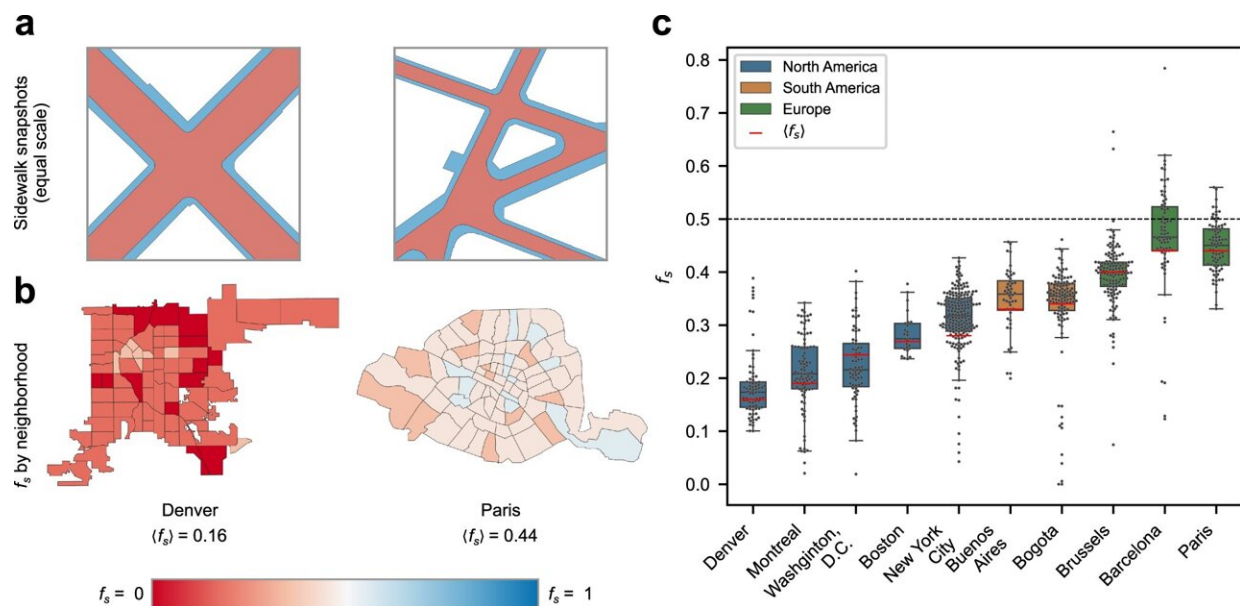 a
Sidewalk snapshots
(equal scale)
b
fs by neighborhood
Denver
⟨fs⟩ = 0.16
Paris
⟨fs⟩ = 0.44
fs = 0
fs = 1
c
North America
South America
Europe
⟨fs⟩
fs
0.8
0.7
0.6
0.5
0.4
0.3
0.2
0.1
0.0
Denver
Montreal
Washginton,
D.C.
Boston
New York
City
Buenos
Aires
Bogota
Brussels
Barcelona
Paris